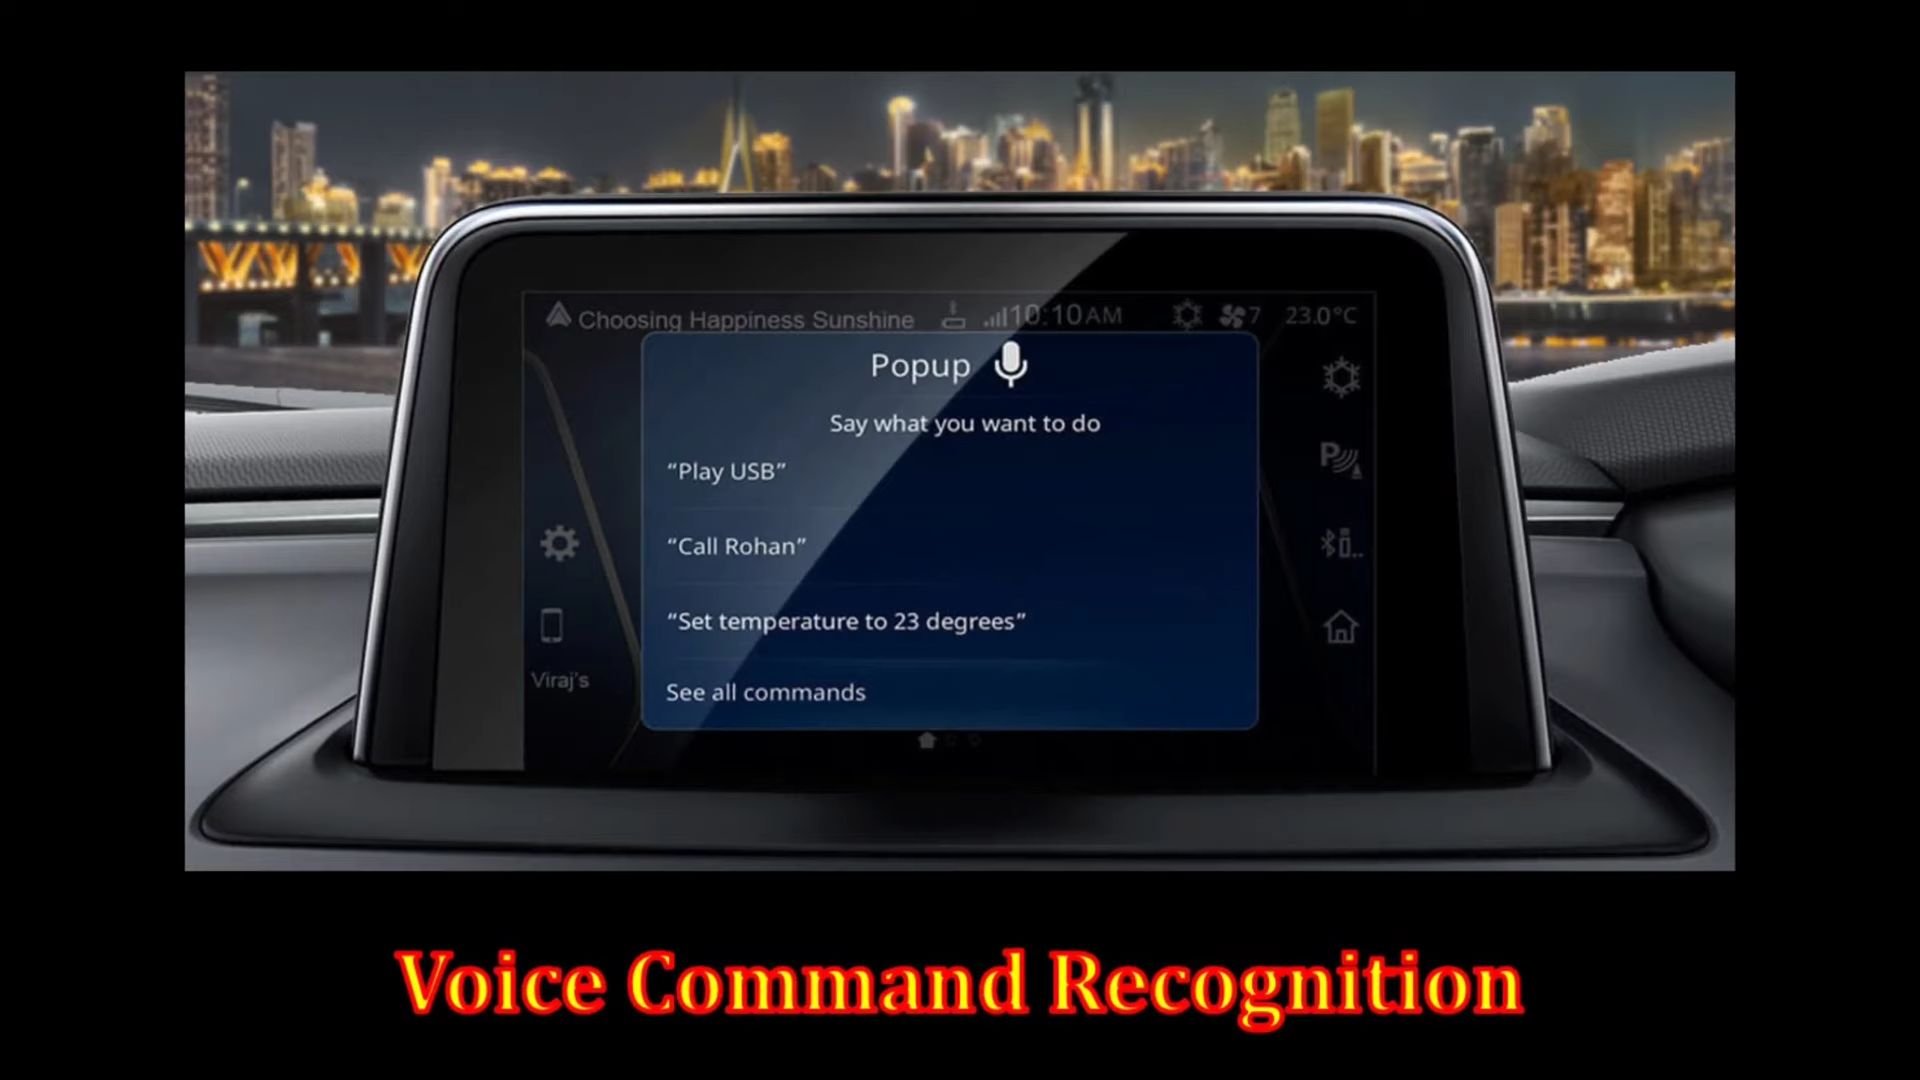 Choosing Happiness Sunshine 10:10AM 7 23.0°C
Popup
Say what you want to do
“Play USB”
“Call Rohan”
“Set temperature to 23 degrees”
See all commands
P
Viraj's
Voice Command Recognition